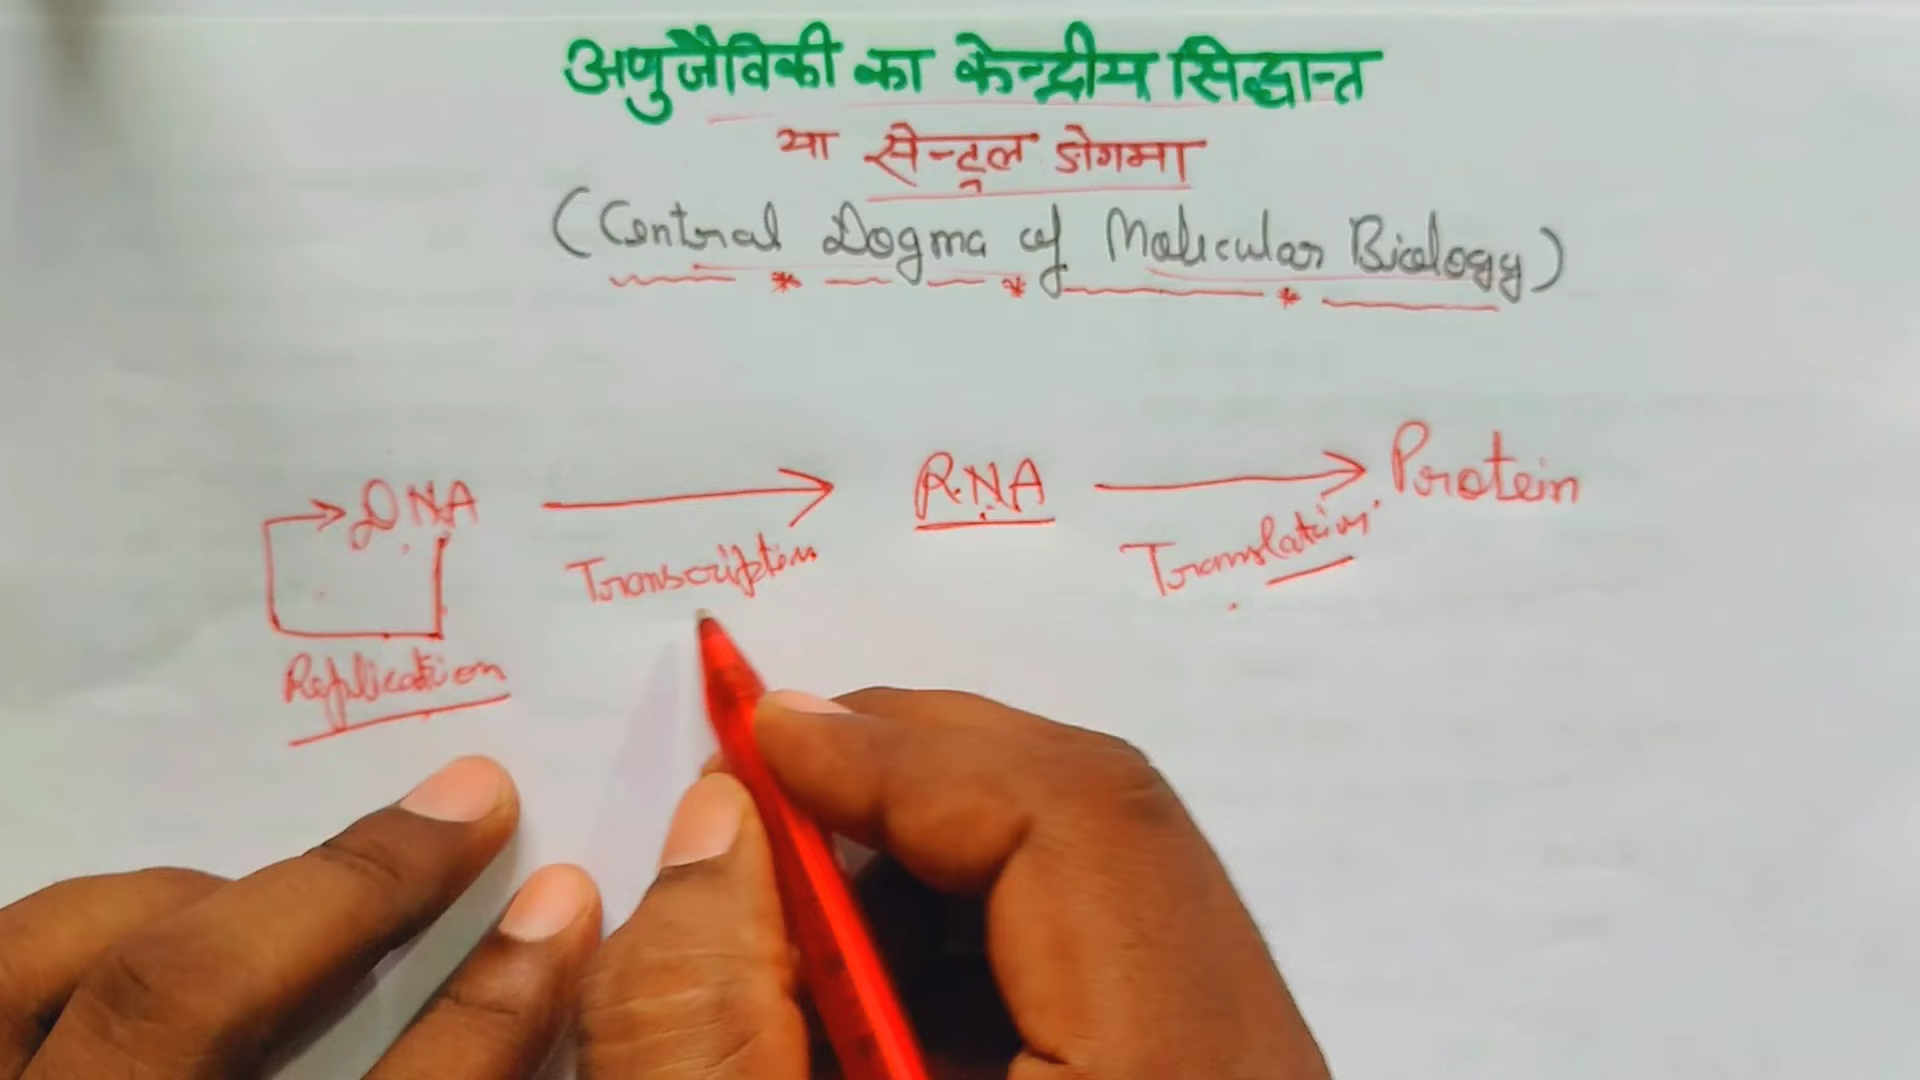 अणुजैविकी का केन्द्रीय सिद्धान्त
या सेन्ट्रल डोगमा
(Central Dogma of Molecular Biology)
DNA → RNA → Protein
Transcription Translation
Replication